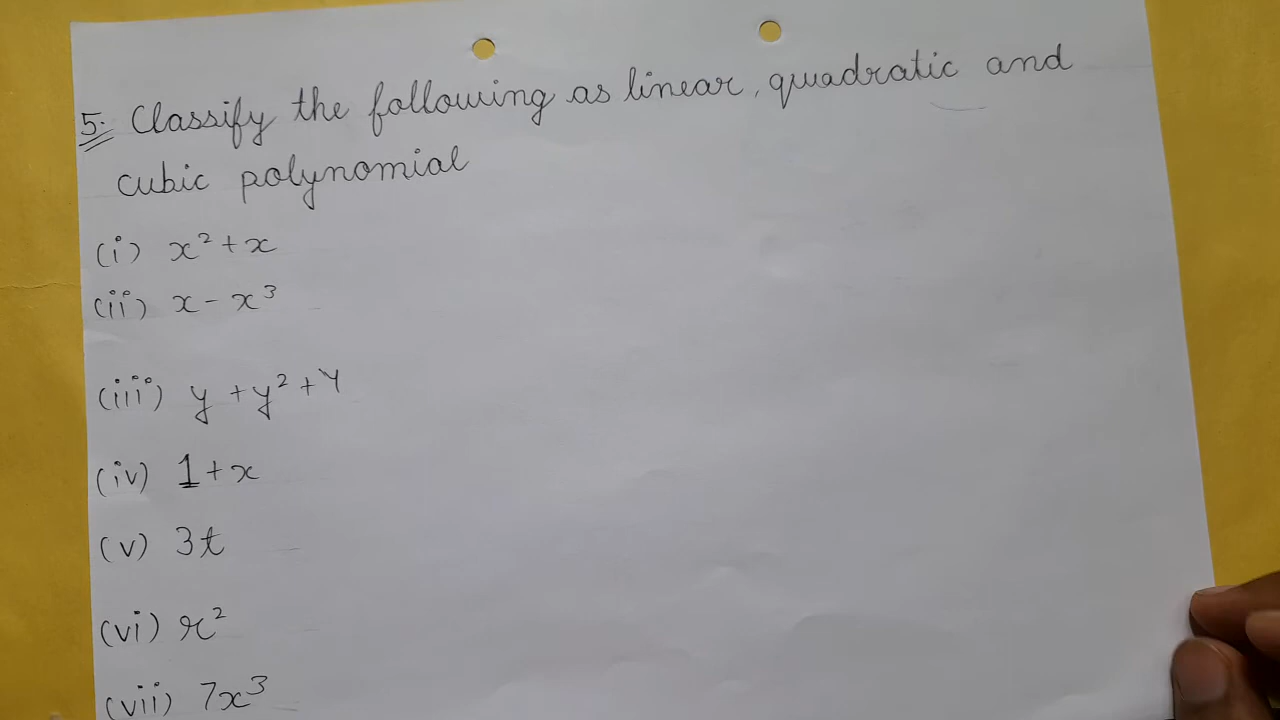 5. Classify the following as linear, quadratic and
cubic polynomial
(i) x² + x
(ii) x - x³
(iii) y + y² + 4
(iv) 1 + x
(v) 3t
(vi) r²
(vii) 7x³